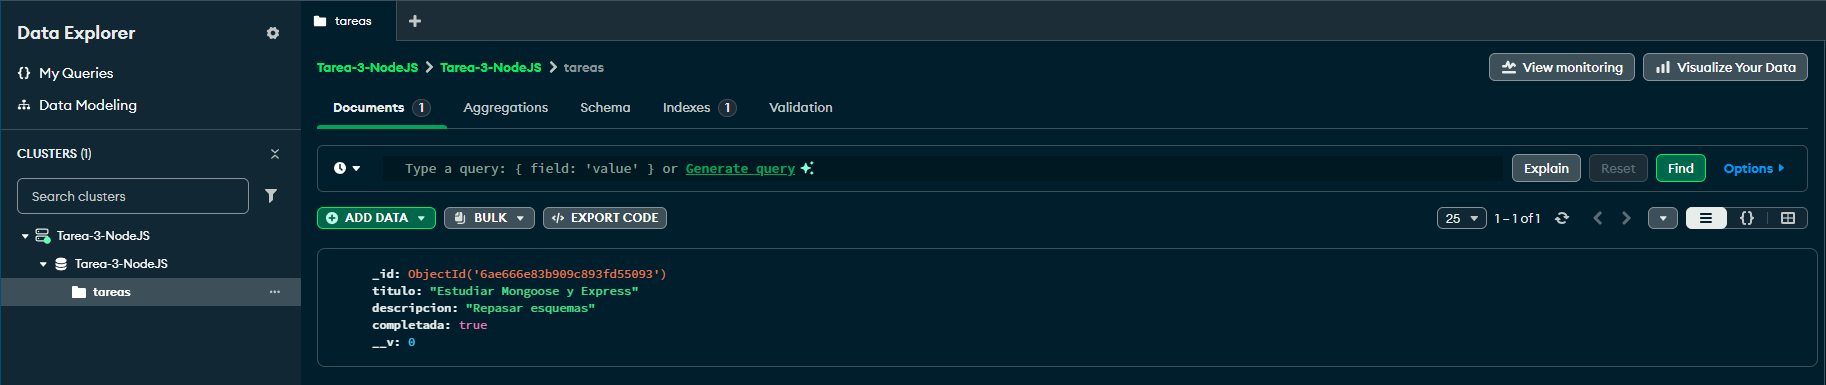 Data Explorer
My Queries
Data Modeling
CLUSTERS (1)
Search clusters
Tarea-3-NodeJS
Tarea-3-NodeJS
tareas
tareas
Tarea-3-NodeJS > Tarea-3-NodeJS > tareas
View monitoring Visualize Your Data
Documents 1 Aggregations Schema Indexes 1 Validation
Type a query: { field: 'value' } or Generate query
Explain Reset Find Options
ADD DATA BULK EXPORT CODE
25 1 – 1 of 1
_id: ObjectId('6ae666e83b909c893fd55093')
titulo: "Estudiar Mongoose y Express"
descripcion: "Repasar esquemas"
completada: true
__v: 0